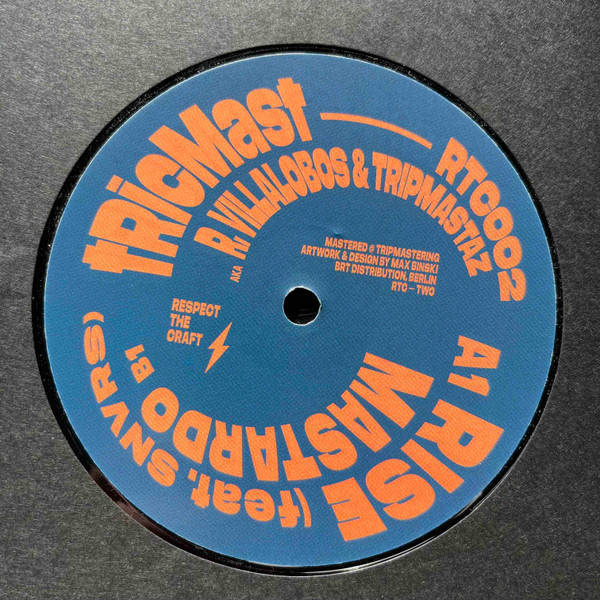 tRicMast
RTC002
AKA R. VILLALOBOS & TRIPMASTAZ
MASTERED @ TRIPMASTERING
ARTWORK & DESIGN BY MAX BINSKI
BRT DISTRIBUTION, BERLIN
RTC – TWO
RESPECT
THE
CRAFT
A1 RISE (feat. SNVRS)
MASTARDO B1